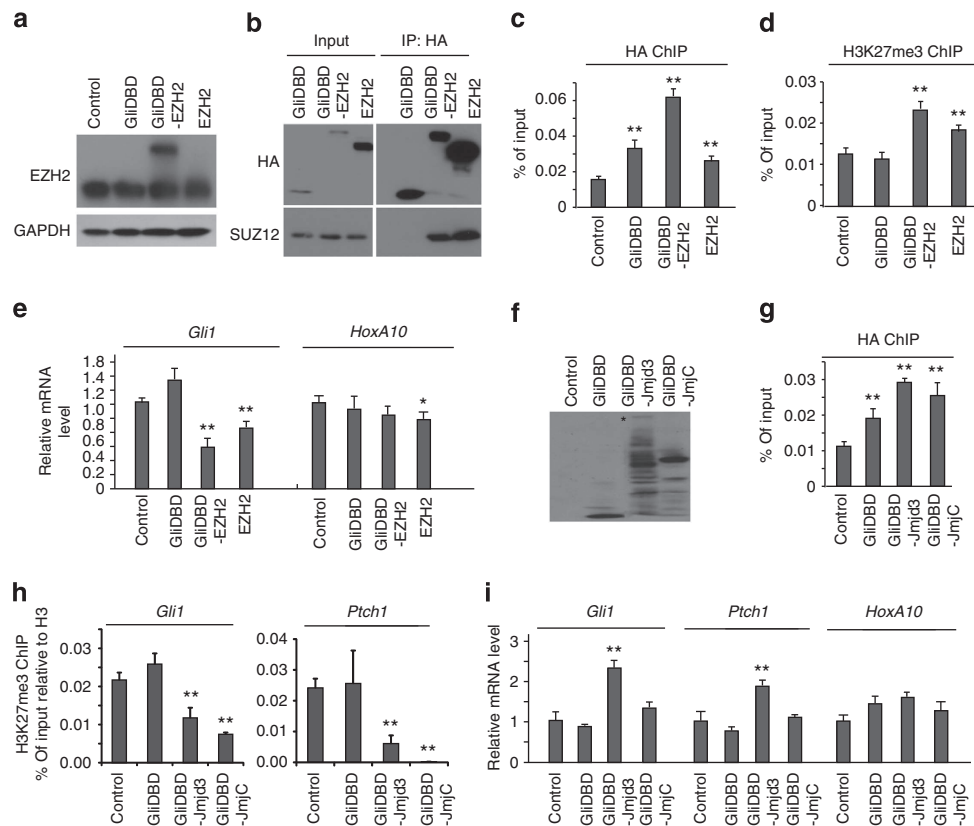 a
Control
GliDBD
GliDBD
-EZH2
EZH2
EZH2
GAPDH
b
Input
IP: HA
GliDBD
GliDBD
-EZH2
EZH2
GliDBD
GliDBD
-EZH2
EZH2
HA
SUZ12
c
HA ChIP
% of input
0.06
0.04
0.02
0
**
**
**
Control
GliDBD
GliDBD
-EZH2
EZH2
d
H3K27me3 ChIP
% Of input
0.03
0.02
0.01
0
**
**
Control
GliDBD
GliDBD
-EZH2
EZH2
e
Gli1
HoxA10
Relative mRNA
level
1.8
1.4
1.2
1.0
0.8
0.6
0.4
0.2
0
**
**
*
Control
GliDBD
GliDBD
-EZH2
EZH2
Control
GliDBD
GliDBD
-EZH2
EZH2
f
Control
GliDBD
GliDBD
-Jmjd3
GliDBD
-JmjC
*
g
HA ChIP
% Of input
0.03
0.02
0.01
0
**
**
**
Control
GliDBD
GliDBD
-Jmjd3
GliDBD
-JmjC
h
Gli1
Ptch1
H3K27me3 ChIP
% Of input relative to H3
0.03
0.02
0.01
0.00
**
**
Control
GliDBD
GliDBD
-Jmjd3
GliDBD
-JmjC
0.04
0.03
0.02
0.01
0.00
**
**
Control
GliDBD
GliDBD
-Jmjd3
GliDBD
-JmjC
i
Gli1
Ptch1
HoxA10
Relative mRNA level
3
2
1
0
**
**
Control
GliDBD
GliDBD
-Jmjd3
GliDBD
-JmjC
Control
GliDBD
GliDBD
-Jmjd3
GliDBD
-JmjC
Control
GliDBD
GliDBD
-Jmjd3
GliDBD
-JmjC